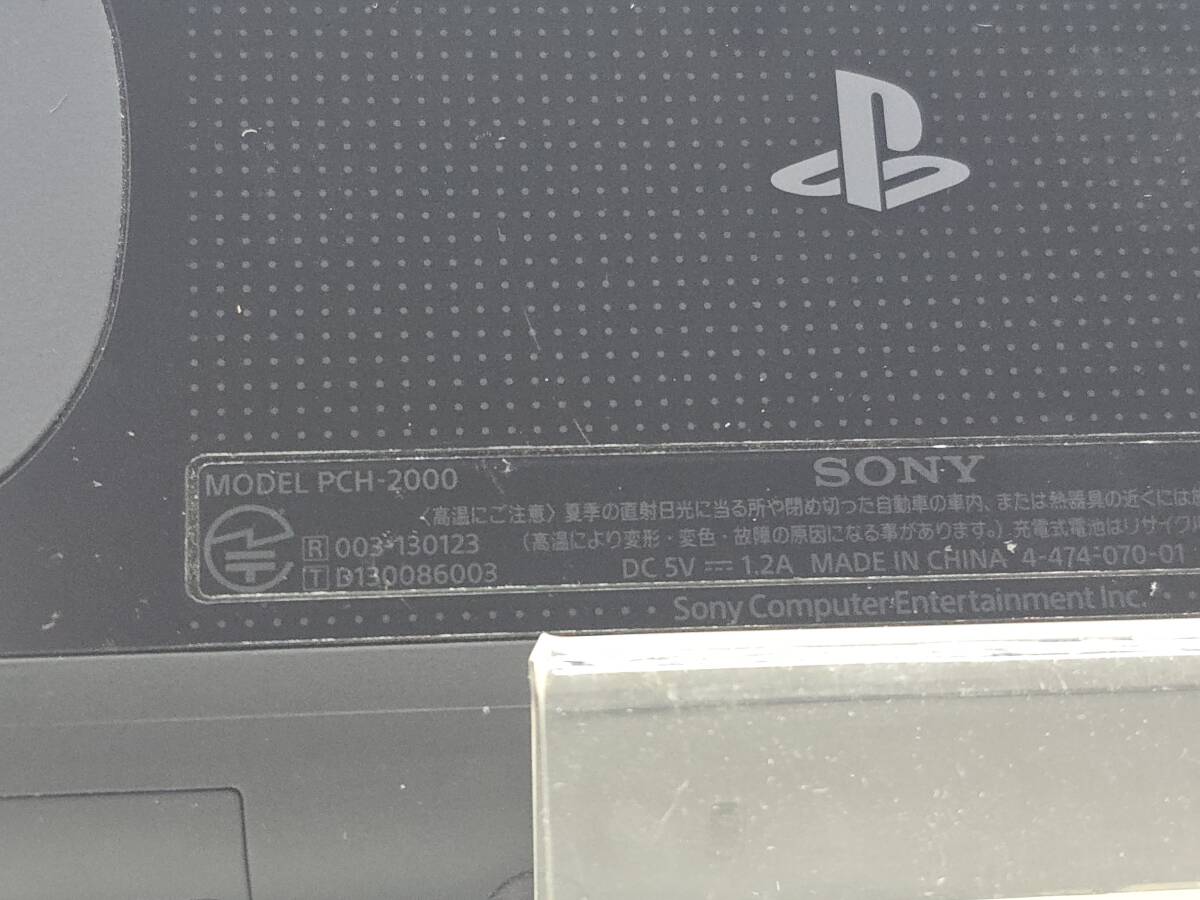 MODEL PCH-2000
SONY
〈高温にご注意〉夏季の直射日光に当る所や閉め切った自動車の車内、または熱器具の近くには
R 003-130123
(高温により変形・変色・故障の原因になる事があります。) 充電式電池はリサイクル
T D130086003
DC 5V ⎓ 1.2A MADE IN CHINA 4-474-070-01
Sony Computer Entertainment Inc.